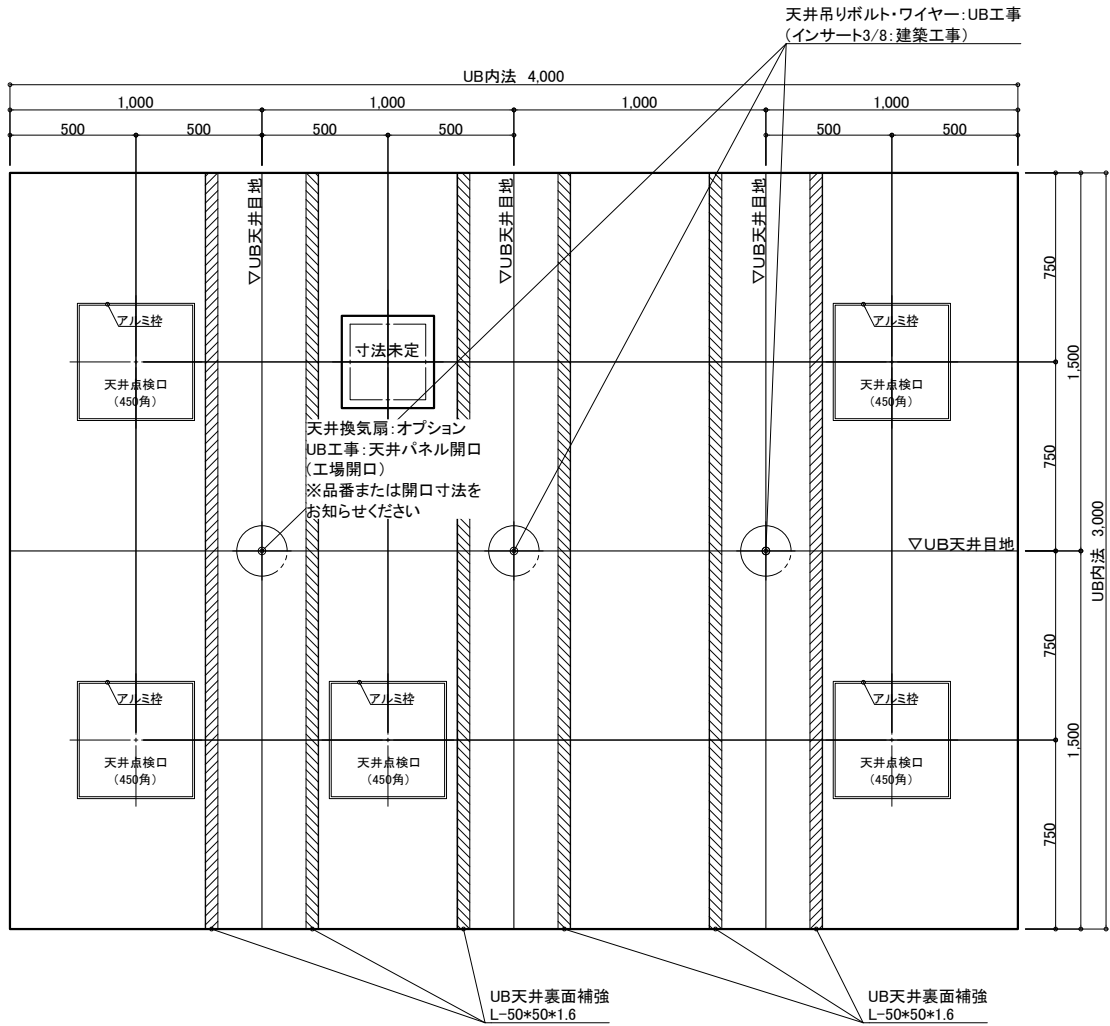 天井吊りボルト・ワイヤー:UB工事
(インサート3/8:建築工事)
UB内法 4,000
1,000
1,000
1,000
1,000
500
500
500
500
500
500
▽UB天井目地
▽UB天井目地
▽UB天井目地
750
アルミ枠
天井点検口
(450角)
寸法未定
アルミ枠
天井点検口
(450角)
1,500
天井換気扇:オプション
UB工事:天井パネル開口
(工場開口)
※品番または開口寸法を
お知らせください
750
▽UB天井目地
UB内法 3,000
750
アルミ枠
天井点検口
(450角)
アルミ枠
天井点検口
(450角)
アルミ枠
天井点検口
(450角)
1,500
750
UB天井裏面補強
L-50*50*1.6
UB天井裏面補強
L-50*50*1.6